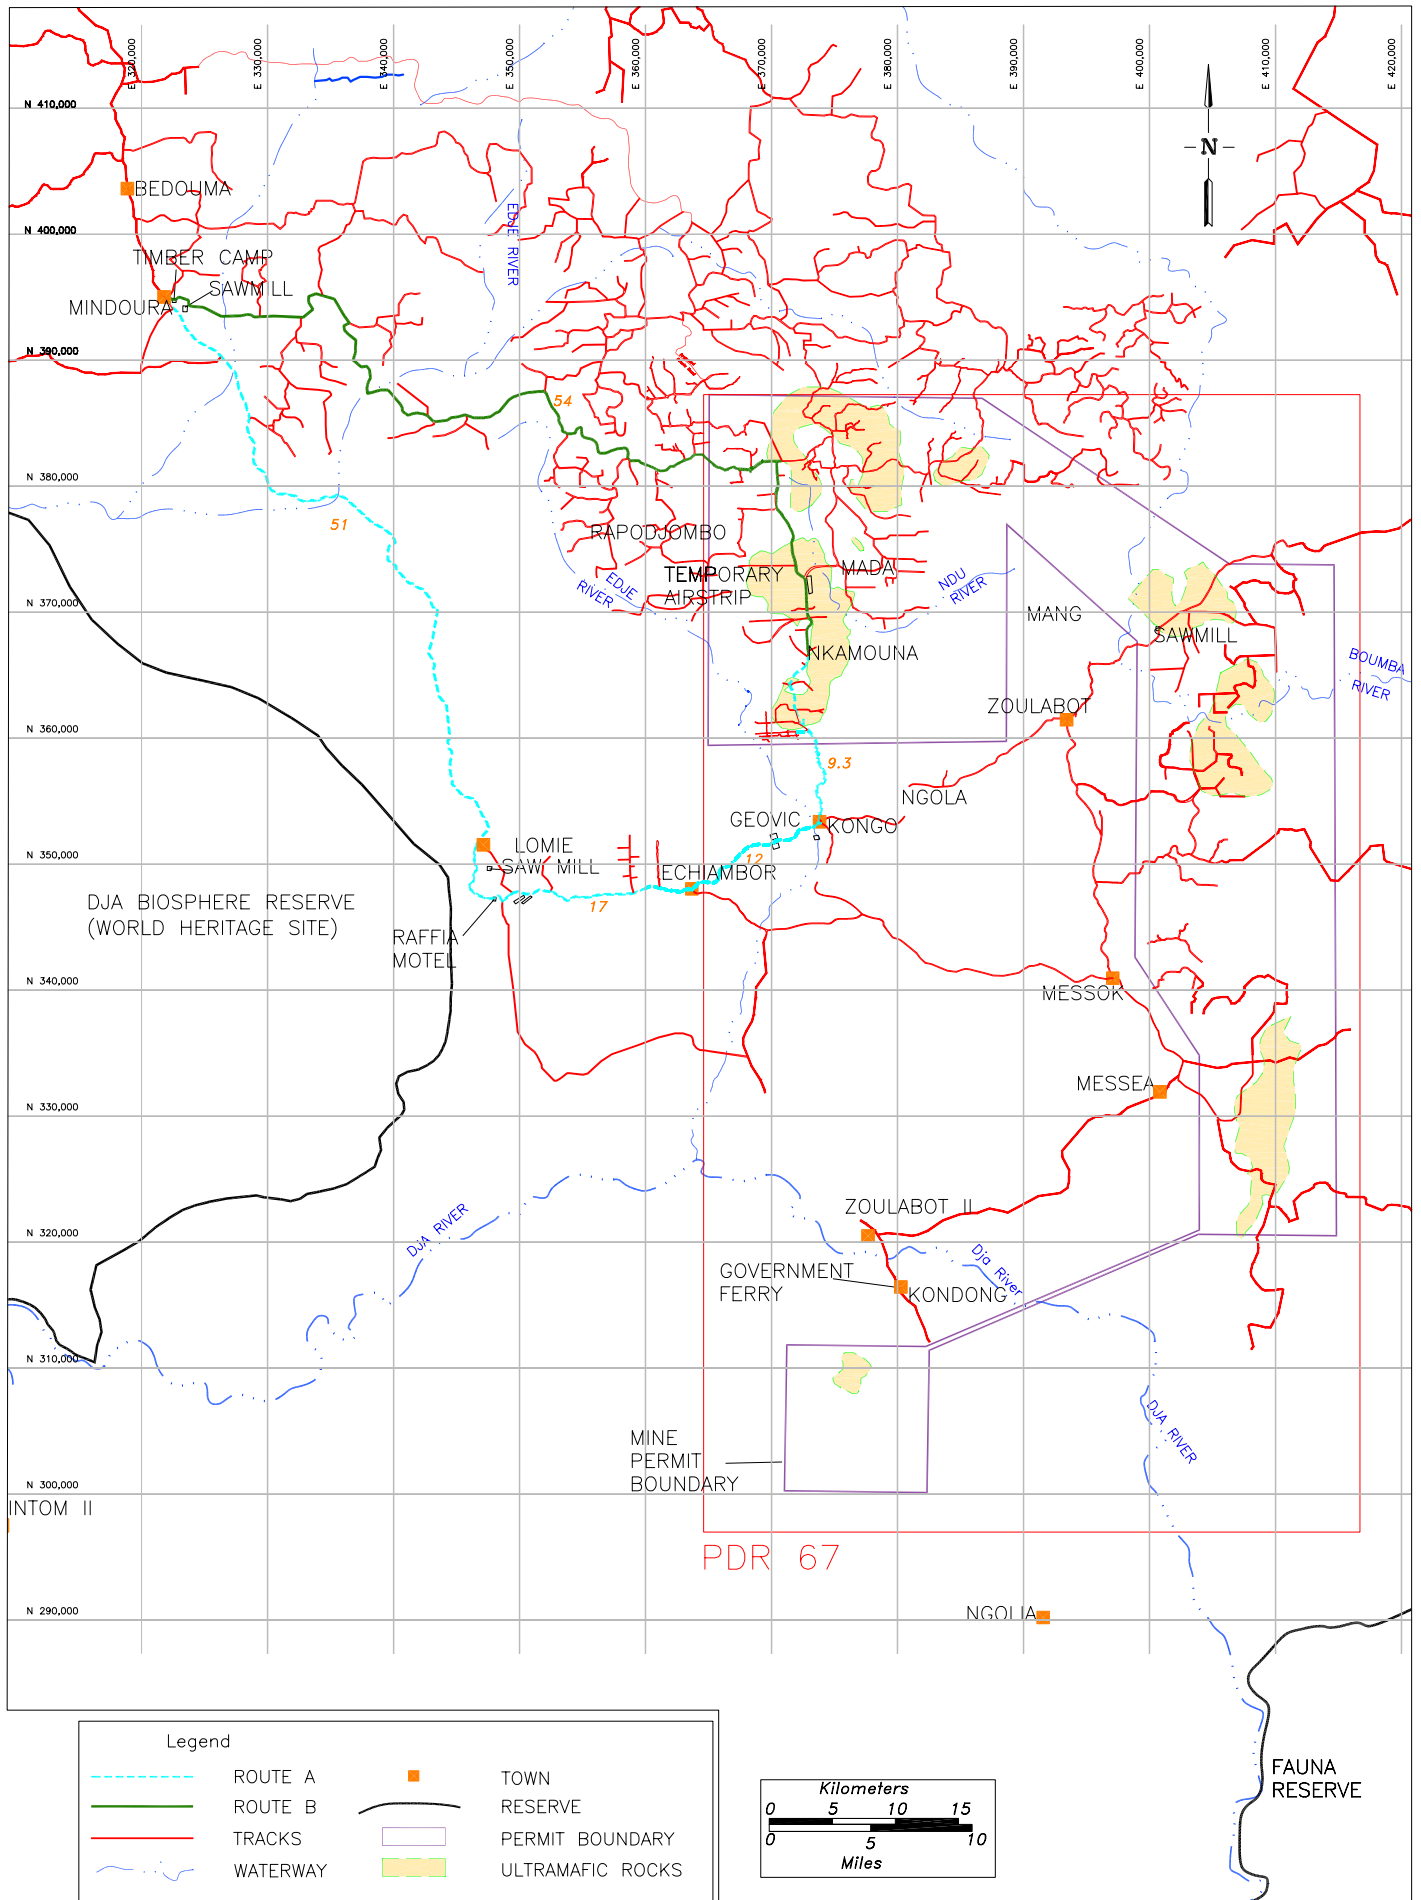 E 320,000
E 330,000
E 340,000
E 350,000
E 360,000
E 370,000
E 380,000
E 390,000
E 400,000
E 410,000
E 420,000
N 410,000
N
BEDOUMA
EDJE RIVER
N 400,000
TIMBER CAMP
SAWMILL
MINDOURA
N 390,000
54
N 380,000
51
RAPODJOMBO
TEMPORARY
AIRSTRIP
MADA
EDJE
RIVER
NDU
RIVER
N 370,000
MANG
SAWMILL
NKAMOUNA
BOUMBA
RIVER
ZOULABOT
N 360,000
9.3
NGOLA
GEOVIC
KONGO
LOMIE
SAW MILL
12
N 350,000
ECHIAMBOR
17
DJA BIOSPHERE RESERVE
(WORLD HERITAGE SITE)
RAFFIA
MOTEL
N 340,000
MESSOK
MESSEA
N 330,000
ZOULABOT II
N 320,000
DJA RIVER
Dja River
GOVERNMENT
FERRY
KONDONG
N 310,000
DJA RIVER
MINE
PERMIT
BOUNDARY
N 300,000
INTOM II
PDR 67
N 290,000
NGOLIA
FAUNA
RESERVE
Legend
ROUTE A
TOWN
ROUTE B
RESERVE
TRACKS
PERMIT BOUNDARY
WATERWAY
ULTRAMAFIC ROCKS
Kilometers
0 5 10 15
0 5 10
Miles